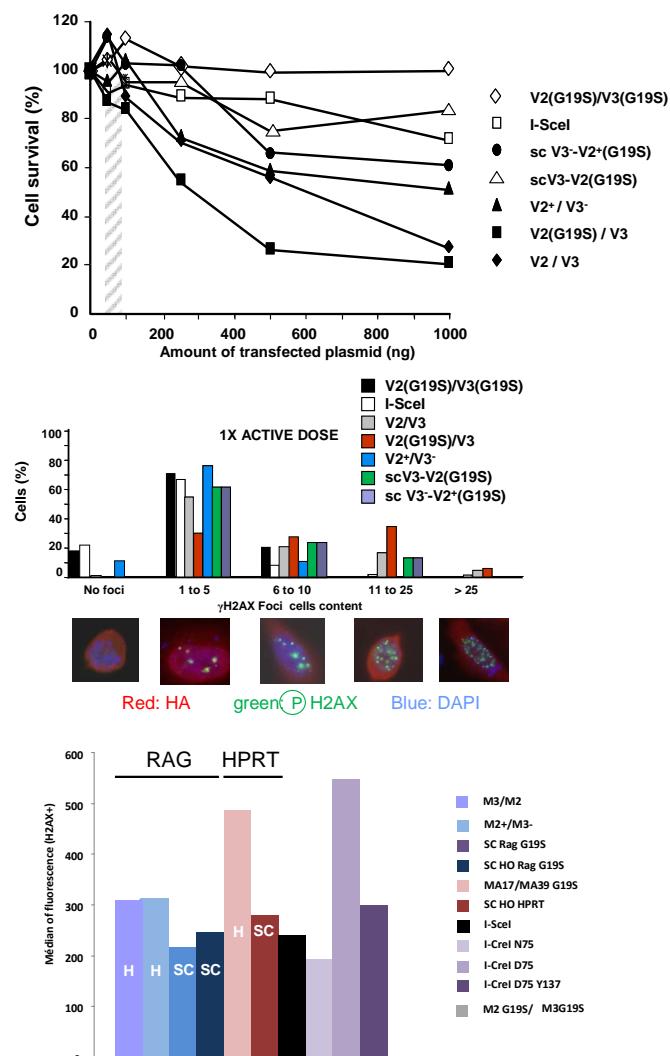 120
100
80
60
40
20
0
Cell survival (%)
0 200 400 600 800 1000
Amount of transfected plasmid (ng)
V2(G19S)/V3(G19S)
I-SceI
sc V3⁻-V2⁺(G19S)
scV3-V2(G19S)
V2⁺/ V3⁻
V2(G19S) / V3
V2 / V3
V2(G19S)/V3(G19S)
I-SceI
V2/V3
V2(G19S)/V3
V2⁺/V3⁻
scV3-V2(G19S)
sc V3⁻-V2⁺(G19S)
1X ACTIVE DOSE
100
80
60
40
20
0
Cells (%)
No foci 1 to 5 6 to 10 11 to 25 > 25
γH2AX Foci cells content
Red: HA green: P H2AX Blue: DAPI
600
500
400
300
200
100
Médian of fluorescence (H2AX+)
RAG HPRT
H H SC SC H SC
M3/M2
M2+/M3-
SC Rag G19S
SC HO Rag G19S
MA17/MA39 G19S
SC HO HPRT
I-SceI
I-CreI N75
I-CreI D75
I-CreI D75 Y137
M2 G19S/ M3G19S